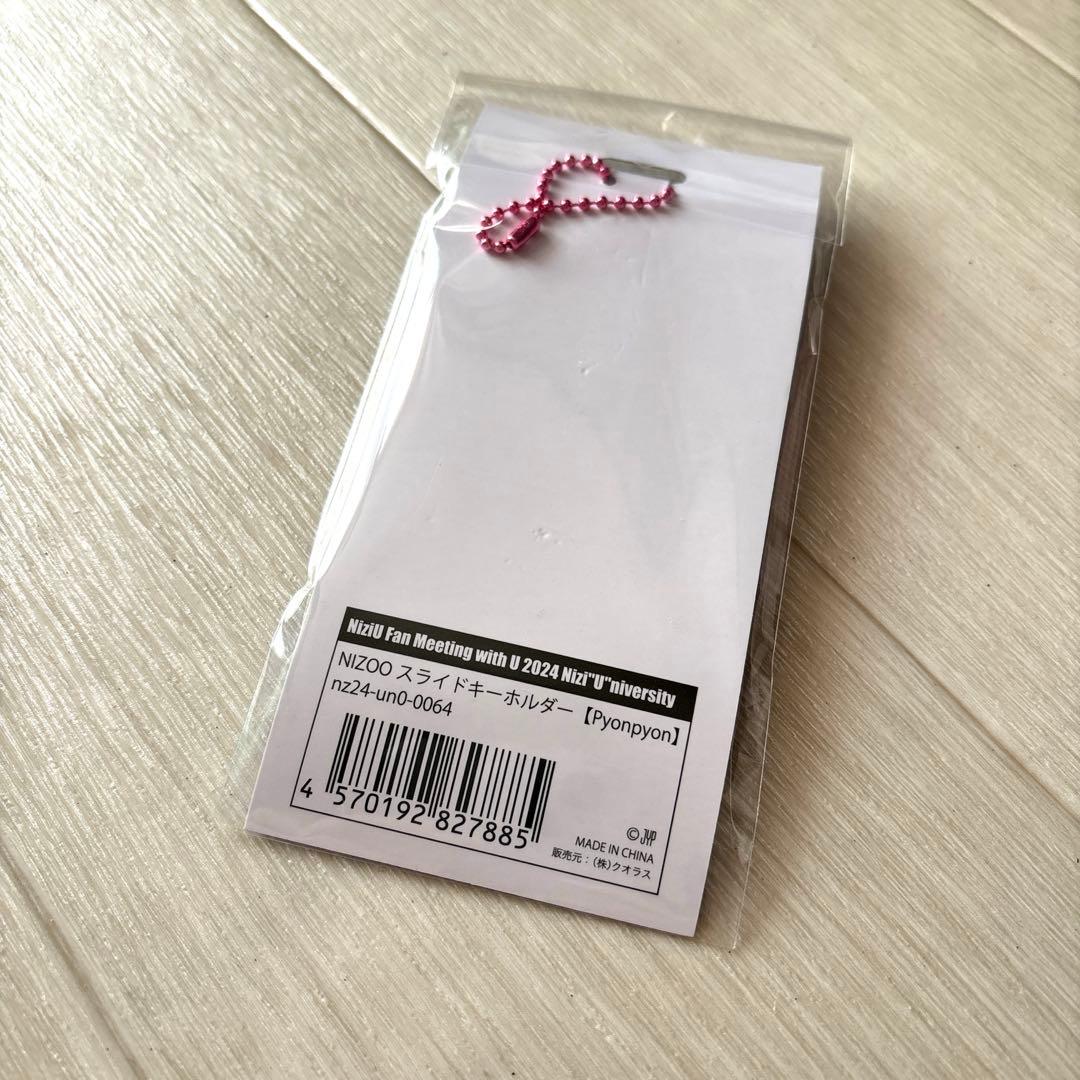 NiziU Fan Meeting with U 2024 Nizi"U"niversity
NIZOO スライドキーホルダー【Pyonpyon】
nz24-un0-0064
4 570192 827885
© JYP
MADE IN CHINA
販売元：(株)クオラス